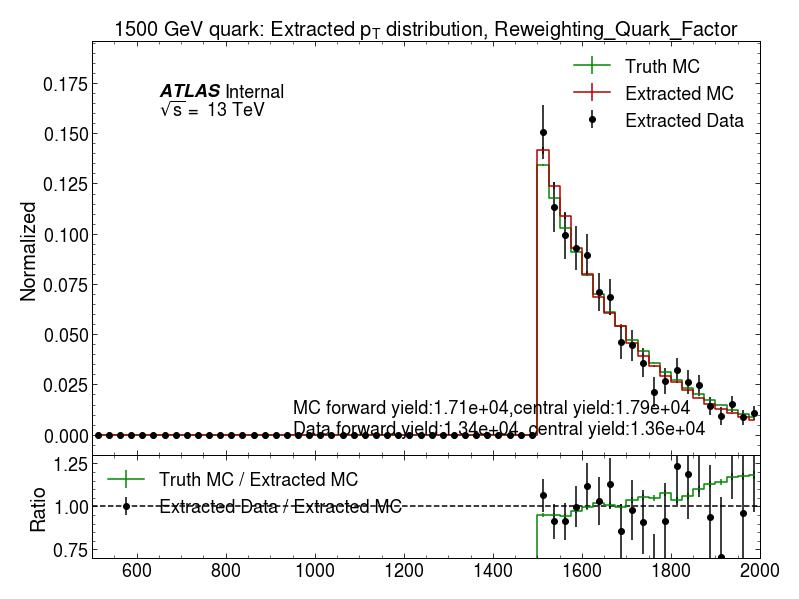 1500 GeV quark: Extracted pT distribution, Reweighting_Quark_Factor
ATLAS Internal
√s = 13 TeV
Truth MC
Extracted MC
Extracted Data
Normalized
0.175
0.150
0.125
0.100
0.075
0.050
0.025
0.000
MC forward yield:1.71e+04,central yield:1.79e+04
Data forward yield:1.34e+04, central yield:1.36e+04
Ratio
1.25
1.00
0.75
Truth MC / Extracted MC
Extracted Data / Extracted MC
600 800 1000 1200 1400 1600 1800 2000